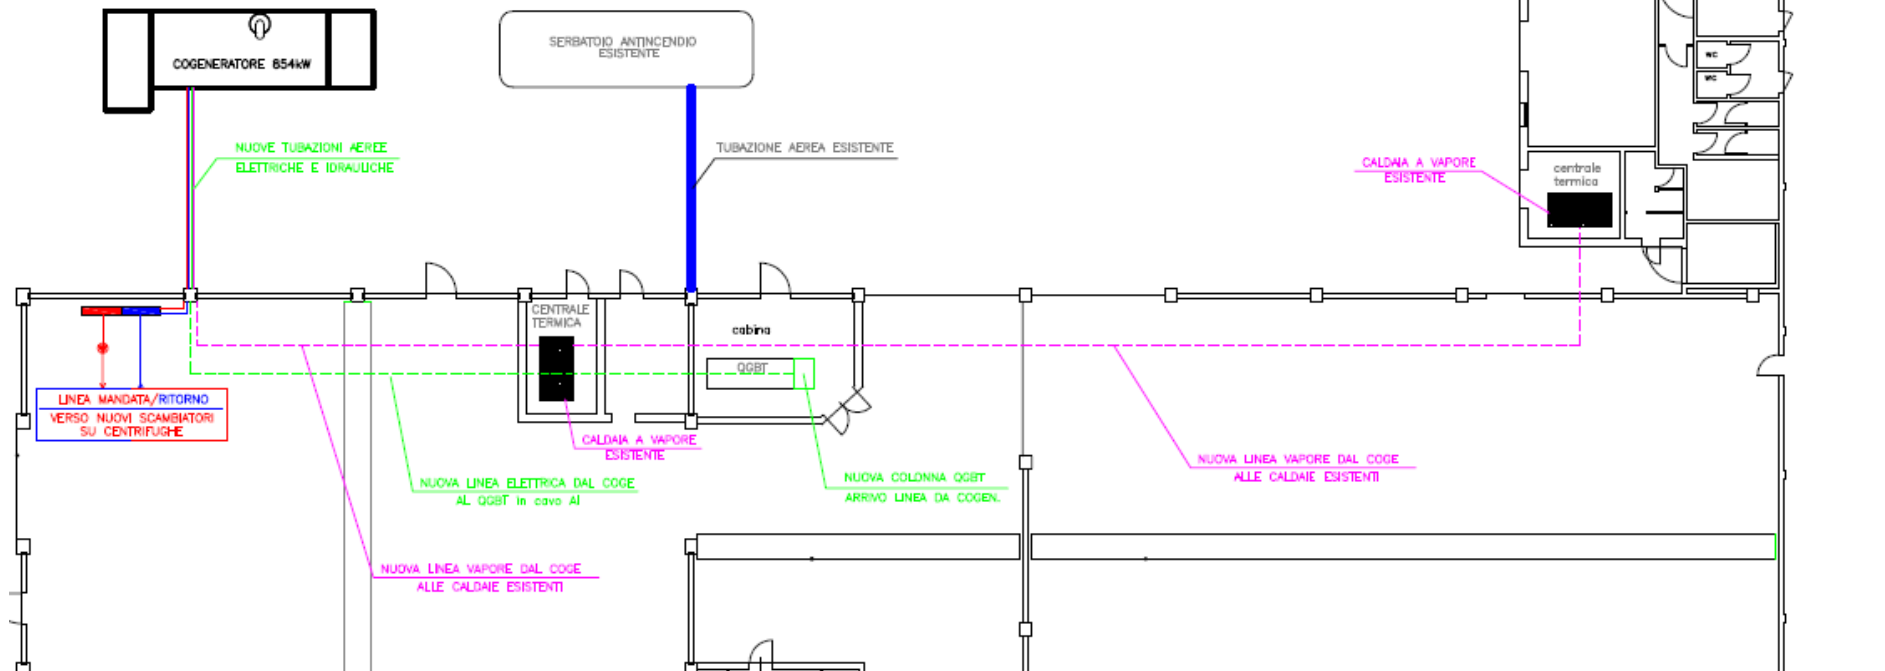 COGENERATORE 854kW
SERBATOIO ANTINCENDIO
ESISTENTE
WC
WC
NUOVE TUBAZIONI AEREE
ELETTRICHE E IDRAULICHE
TUBAZIONE AEREA ESISTENTE
CALDAIA A VAPORE
ESISTENTE
centrale
termica
CENTRALE
TERMICA
cabina
QGBT
LINEA MANDATA/RITORNO
VERSO NUOVI SCAMBIATORI
SU CENTRIFUGHE
CALDAIA A VAPORE
ESISTENTE
NUOVA LINEA ELETTRICA DAL COGE
AL QGBT in cavo Al
NUOVA COLONNA QGBT
ARRIVO LINEA DA COGEN.
NUOVA LINEA VAPORE DAL COGE
ALLE CALDAIE ESISTENTI
NUOVA LINEA VAPORE DAL COGE
ALLE CALDAIE ESISTENTI